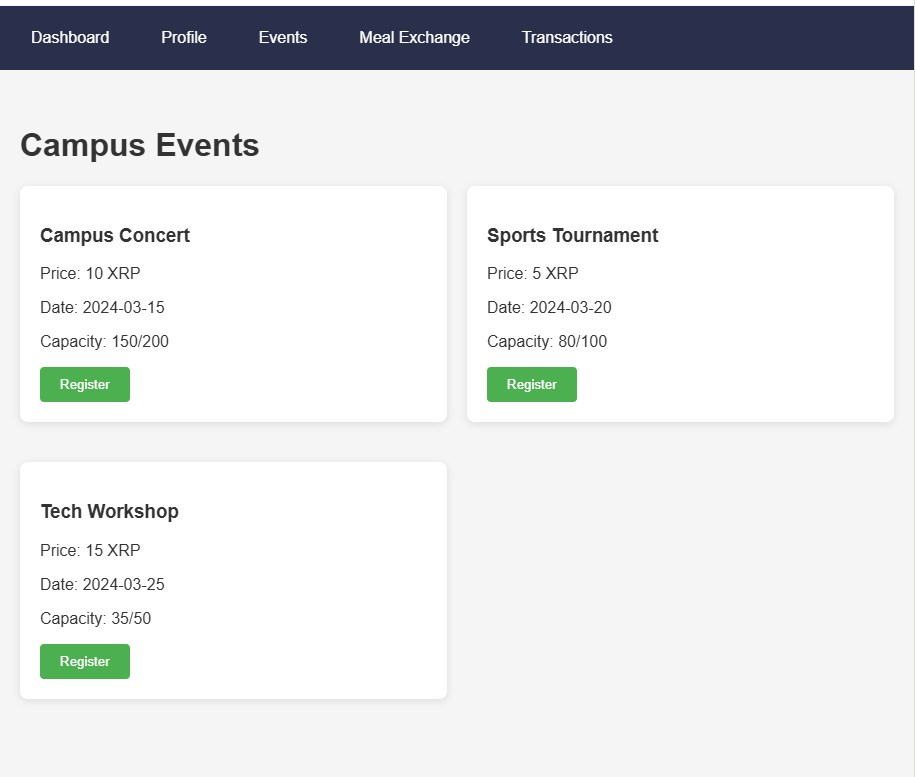 Dashboard Profile Events Meal Exchange Transactions
Campus Events
Campus Concert
Price: 10 XRP
Date: 2024-03-15
Capacity: 150/200
Register
Sports Tournament
Price: 5 XRP
Date: 2024-03-20
Capacity: 80/100
Register
Tech Workshop
Price: 15 XRP
Date: 2024-03-25
Capacity: 35/50
Register